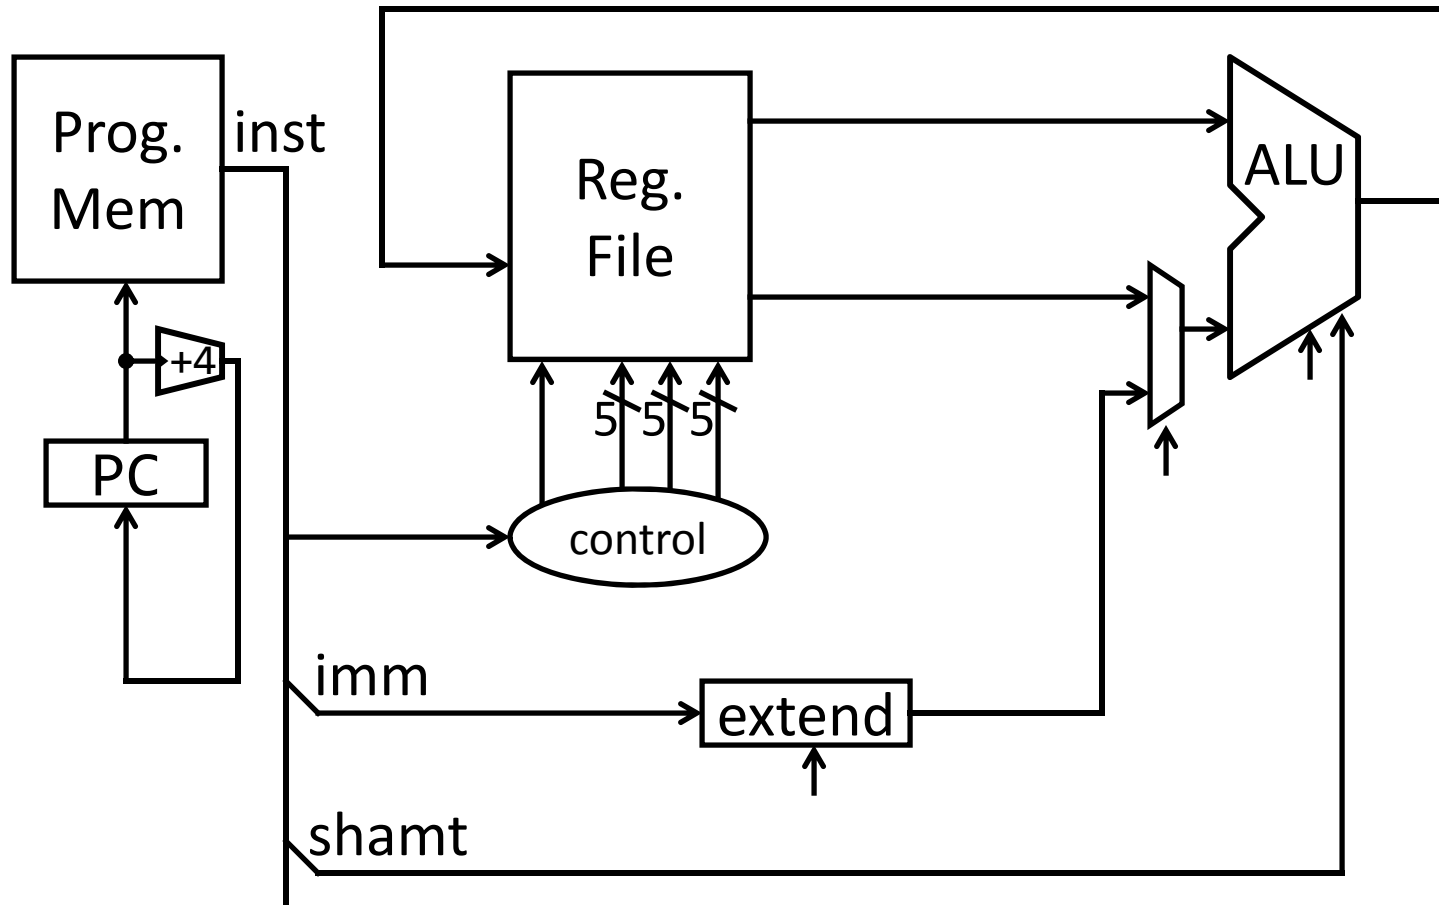 Prog.
Mem
inst
Reg.
File
ALU
+4
5 5 5
PC
control
imm
extend
shamt